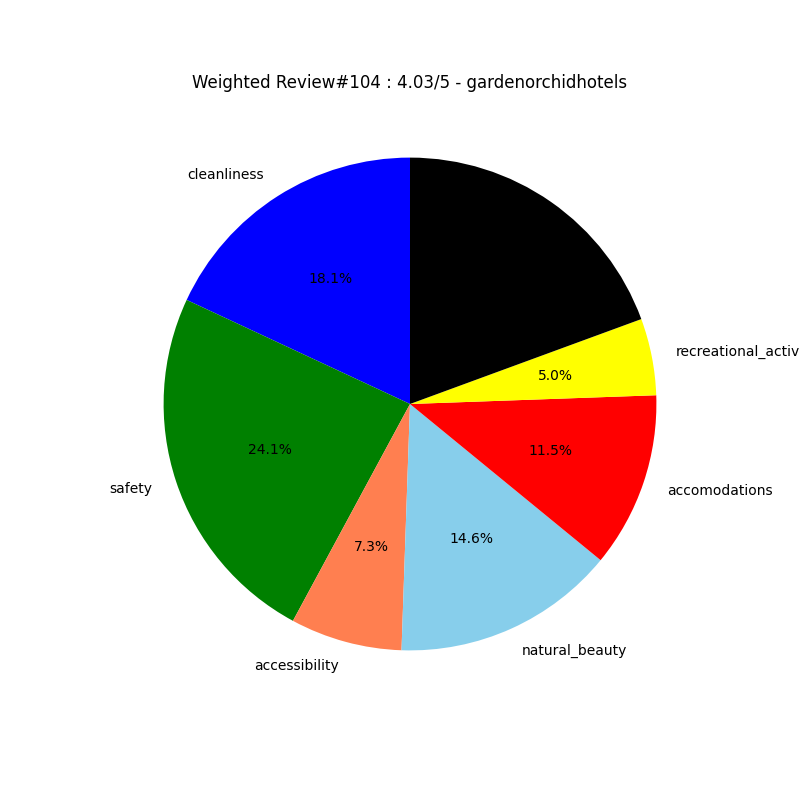 Weighted Review#104 : 4.03/5 - gardenorchidhotels
cleanliness
18.1%
recreational_activ
5.0%
24.1%
11.5%
safety
accomodations
7.3%
14.6%
accessibility
natural_beauty